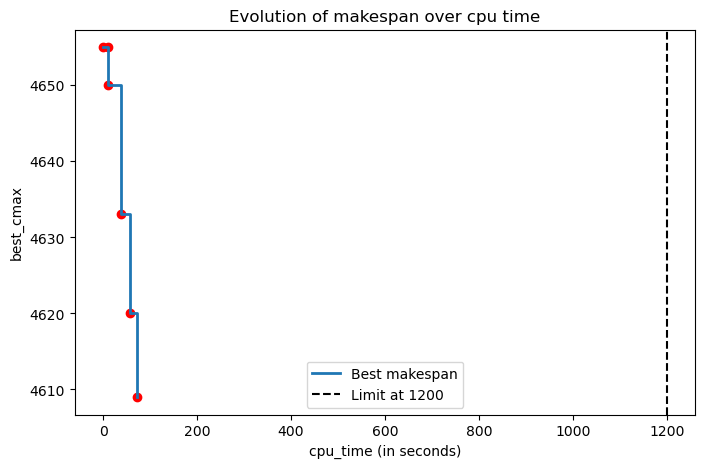 Evolution of makespan over cpu time
best_cmax
4650
4640
4630
4620
4610
Best makespan
Limit at 1200
0
200
400
600
800
1000
1200
cpu_time (in seconds)